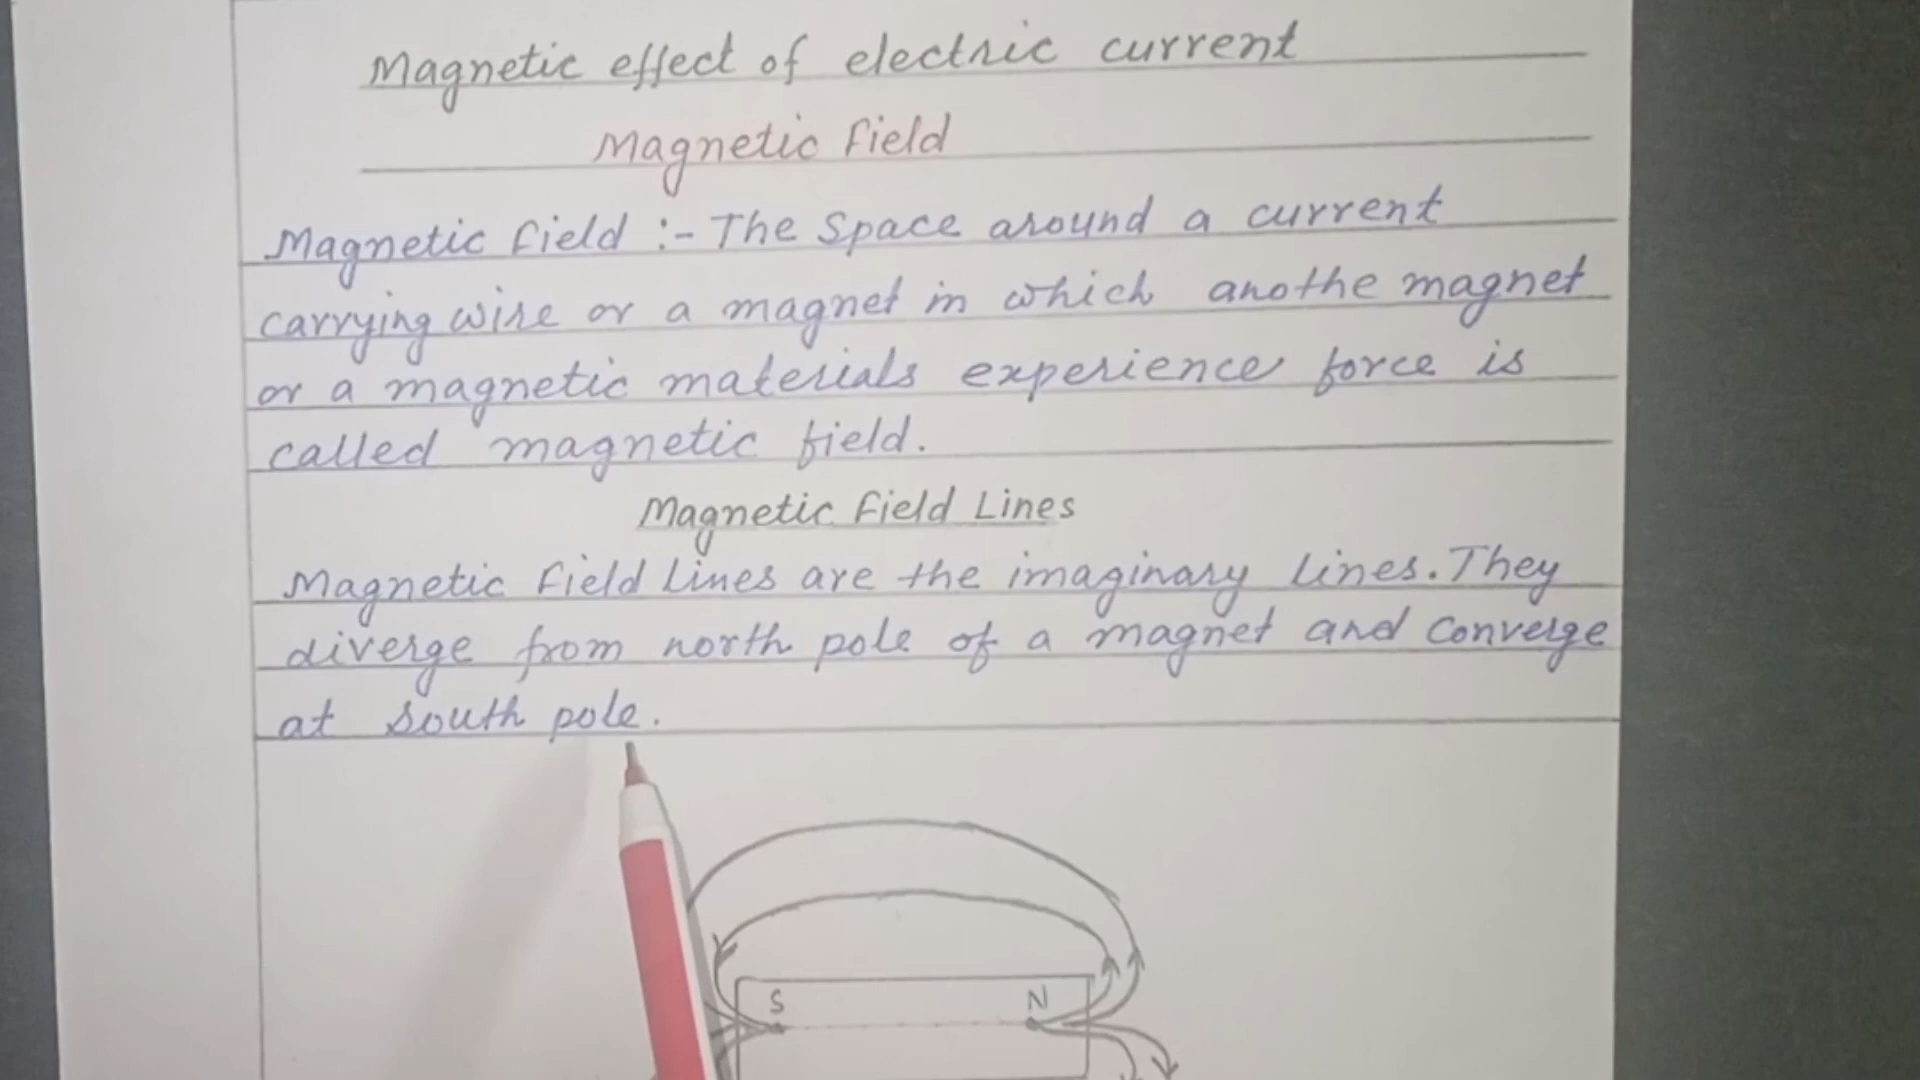 Magnetic effect of electric current
Magnetic Field
Magnetic Field :- The Space around a current
carrying wire or a magnet in which anothe magnet
or a magnetic materials experience force is
called magnetic field.
Magnetic Field Lines
Magnetic Field Lines are the imaginary lines. They
diverge from north pole of a magnet and Converge
at South pole.
S N